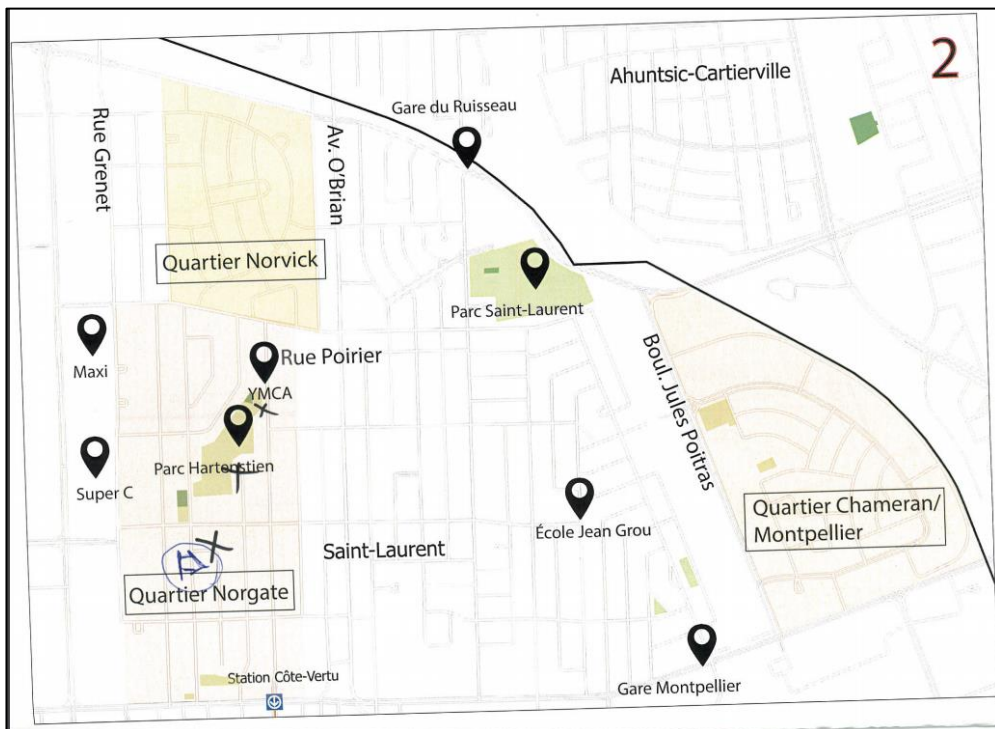 2
Ahuntsic-Cartierville
Gare du Ruisseau
Rue Grenet
Av. O'Brian
Quartier Norvick
Parc Saint-Laurent
Maxi
Rue Poirier
YMCA
Boul. Jules Poitras
Parc Hartenstien
Super C
École Jean Grou
Quartier Chameran/
Montpellier
Saint-Laurent
Quartier Norgate
Station Côte-Vertu
Gare Montpellier